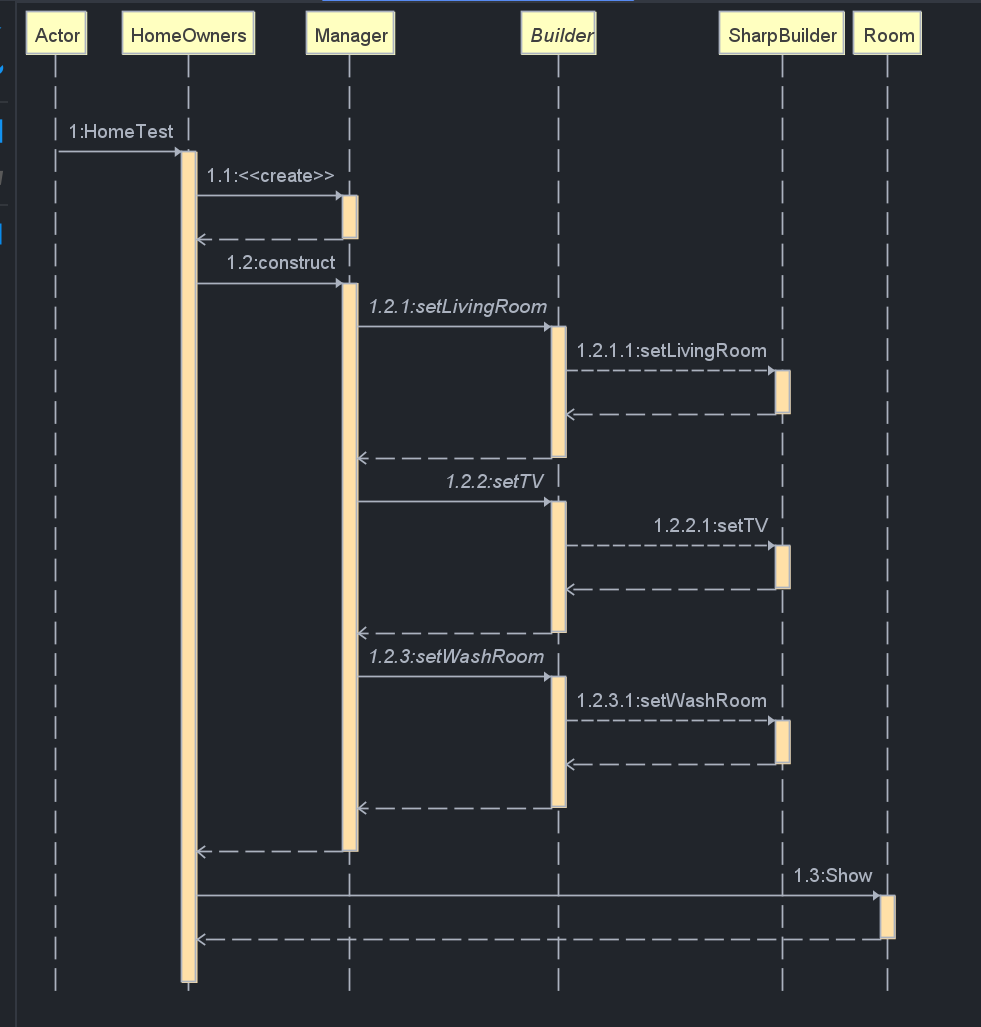 Actor
HomeOwners
Manager
Builder
SharpBuilder
Room
1:HomeTest
1.1:<<create>>
1.2:construct
1.2.1:setLivingRoom
1.2.1.1:setLivingRoom
1.2.2:setTV
1.2.2.1:setTV
1.2.3:setWashRoom
1.2.3.1:setWashRoom
1.3:Show